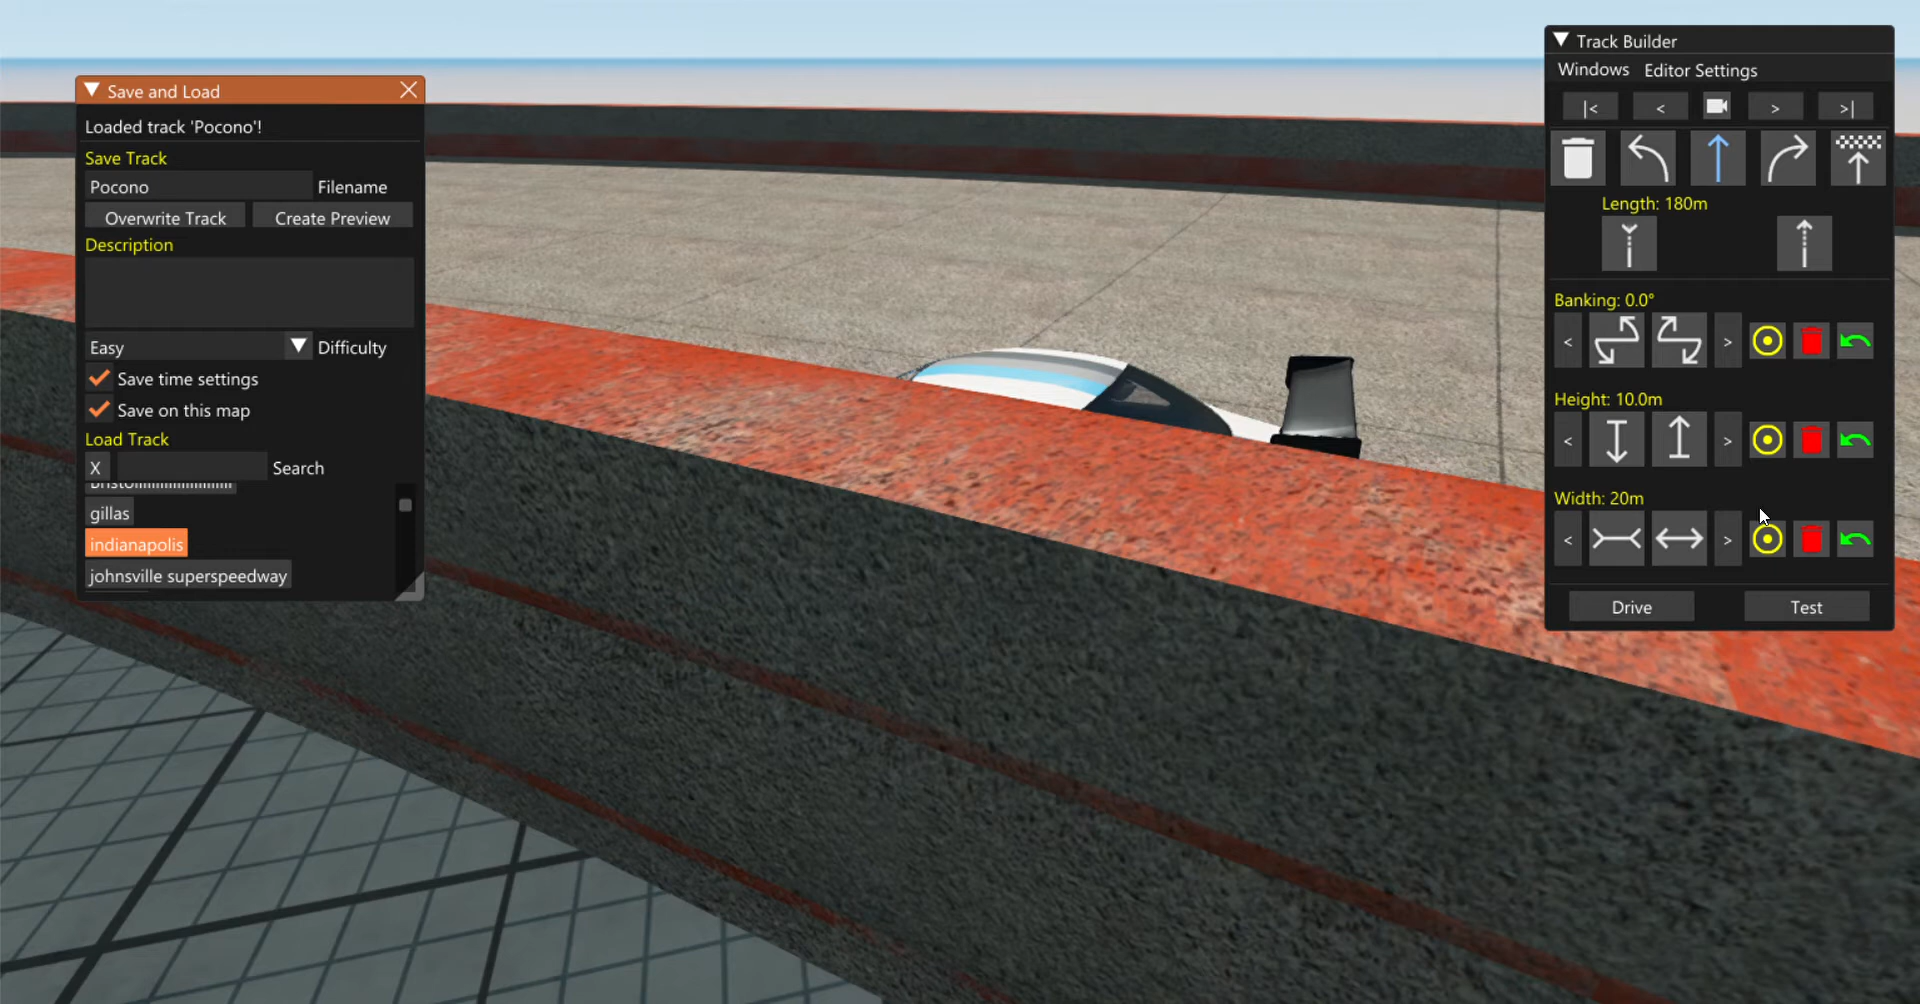 Save and Load
Loaded track 'Pocono'!
Save Track
Pocono Filename
Overwrite Track Create Preview
Description
Easy Difficulty
Save time settings
Save on this map
Load Track
X Search
gillas
indianapolis
johnsville superspeedway
Track Builder
Windows Editor Settings
|< < > >|
Length: 180m
Banking: 0.0°
< >
Height: 10.0m
< >
Width: 20m
< >
Drive Test